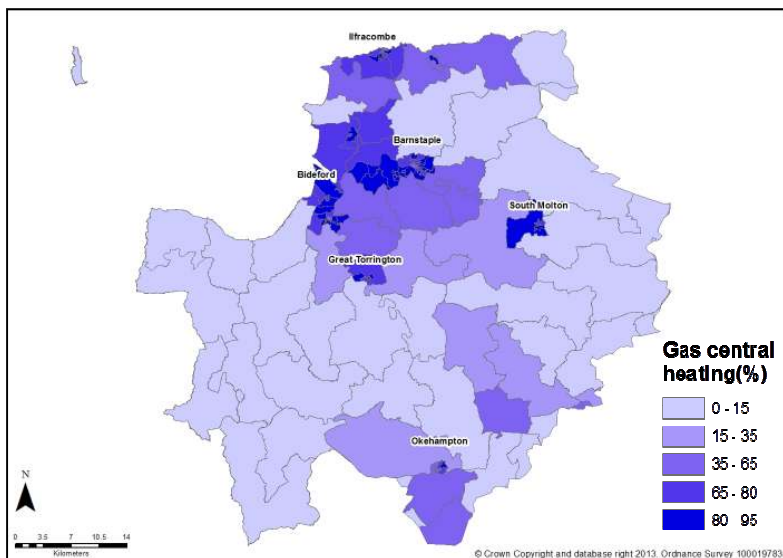 Ilfracombe
Barnstaple
Bideford
South Molton
Great Torrington
Okehampton
Gas central
heating(%)
0 - 15
15 - 35
35 - 65
65 - 80
80 - 95
N
0 3.5 7 10.5 14
Kilometers
© Crown Copyright and database right 2013. Ordnance Survey 100019783